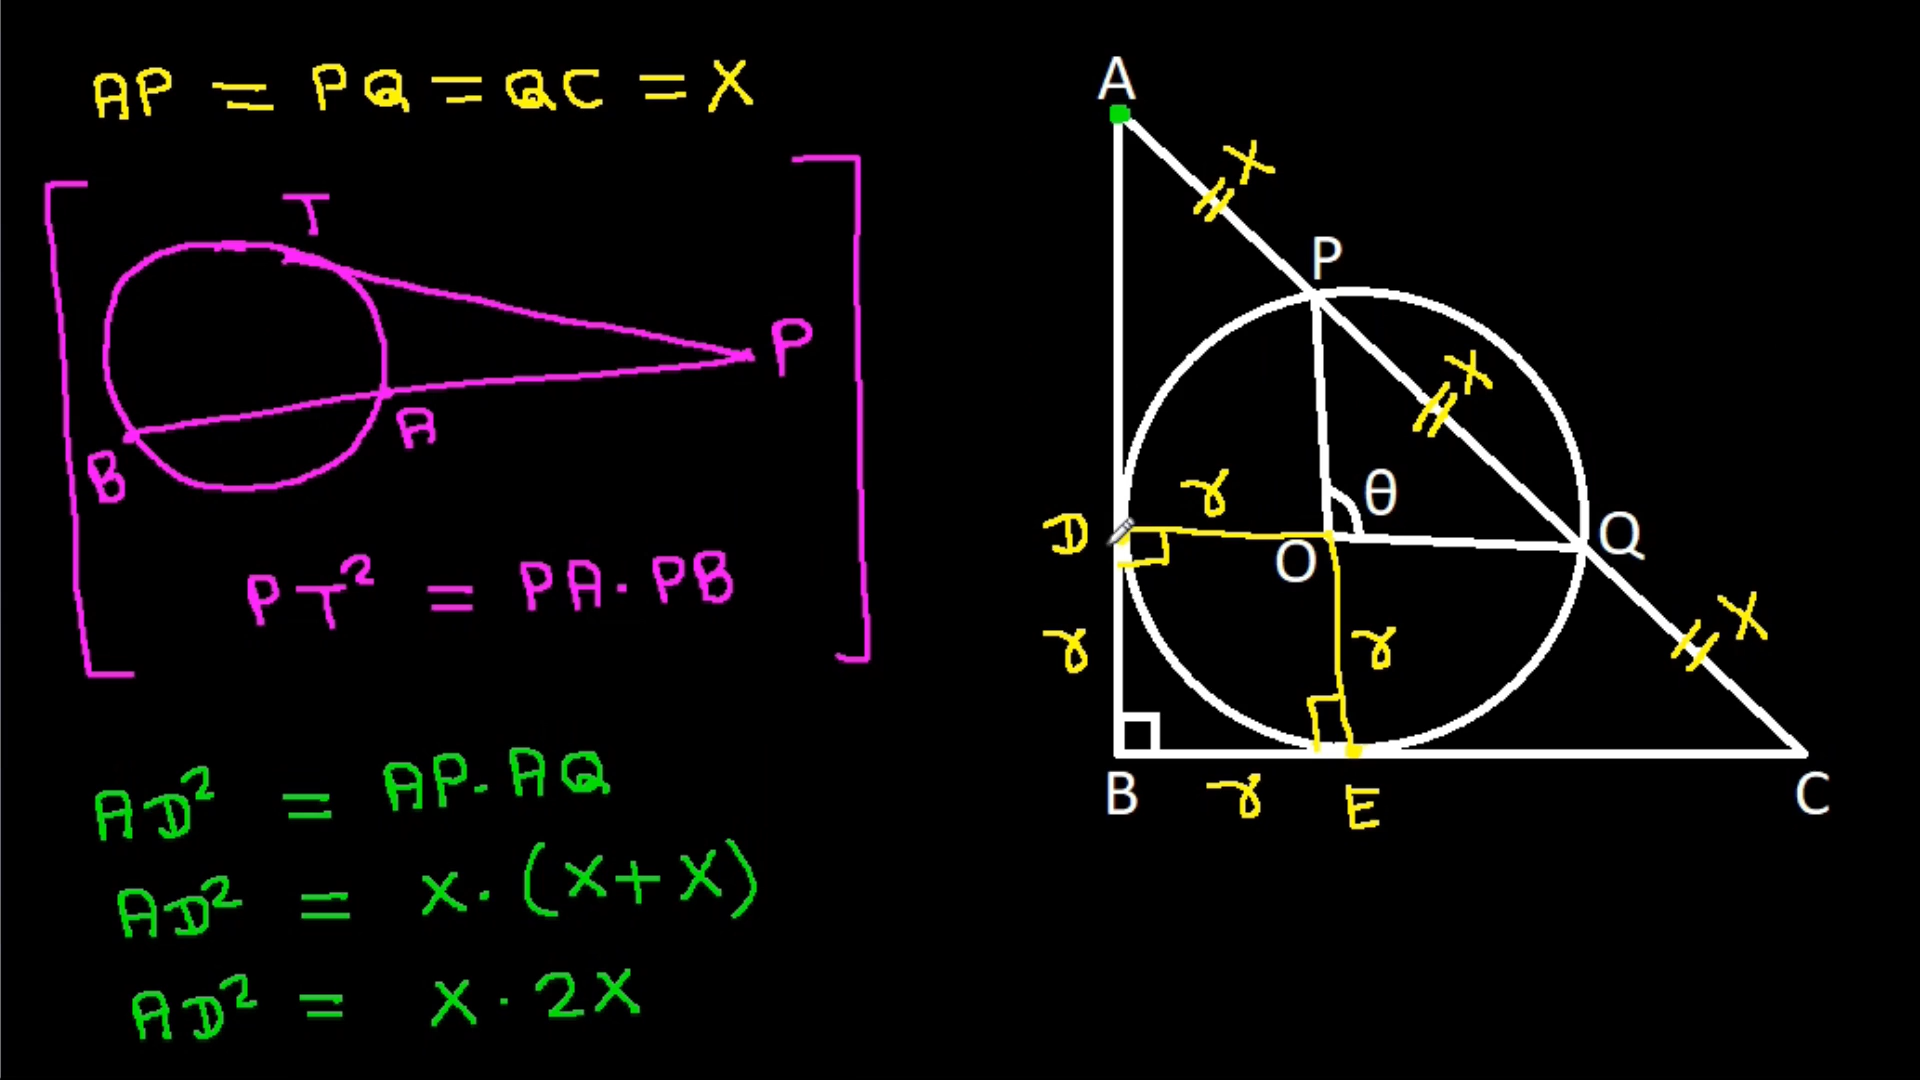 AP = PQ = QC = X
T
P
A
B
PT² = PA · PB
AD² = AP · AQ
AD² = X · (X + X)
AD² = X · 2X
A
X
P
X
r
θ
D
O
Q
r
r
X
B
r
E
C